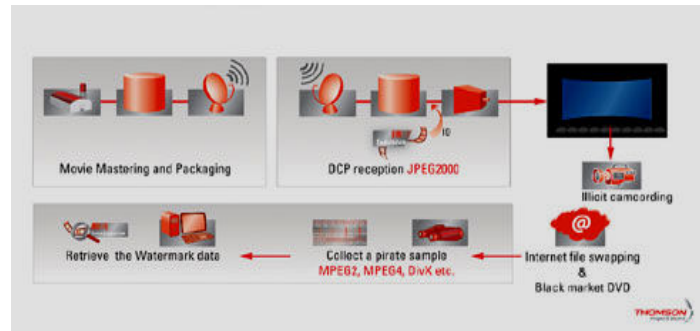 Movie Mastering and Packaging
DCP reception JPEG2000
ID
Illicit camcording
@
Internet file swapping
&
Black market DVD
Collect a pirate sample
MPEG2, MPEG4, DivX etc.
Retrieve the Watermark data
THOMSON